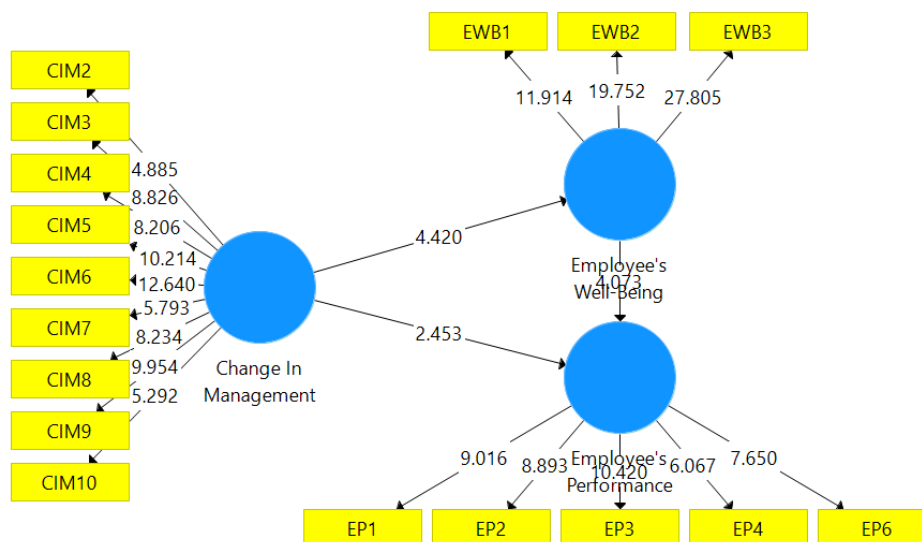 EWB1
EWB2
EWB3
CIM2
CIM3
CIM4
CIM5
CIM6
CIM7
CIM8
CIM9
CIM10
11.914
19.752
27.805
4.885
8.826
8.206
10.214
12.640
5.793
8.234
9.954
5.292
4.420
2.453
4.073
Change In
Management
Employee's
Well-Being
Employee's
Performance
9.016
8.893
10.420
6.067
7.650
EP1
EP2
EP3
EP4
EP6